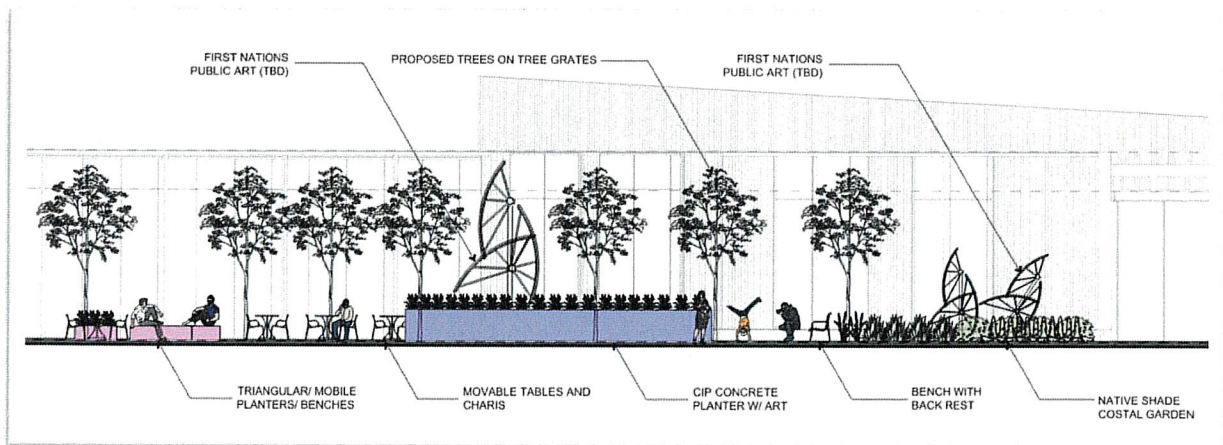 FIRST NATIONS
PUBLIC ART (TBD)
PROPOSED TREES ON TREE GRATES
FIRST NATIONS
PUBLIC ART (TBD)
TRIANGULAR/ MOBILE
PLANTERS/ BENCHES
MOVABLE TABLES AND
CHARIS
CIP CONCRETE
PLANTER W/ ART
BENCH WITH
BACK REST
NATIVE SHADE
COSTAL GARDEN